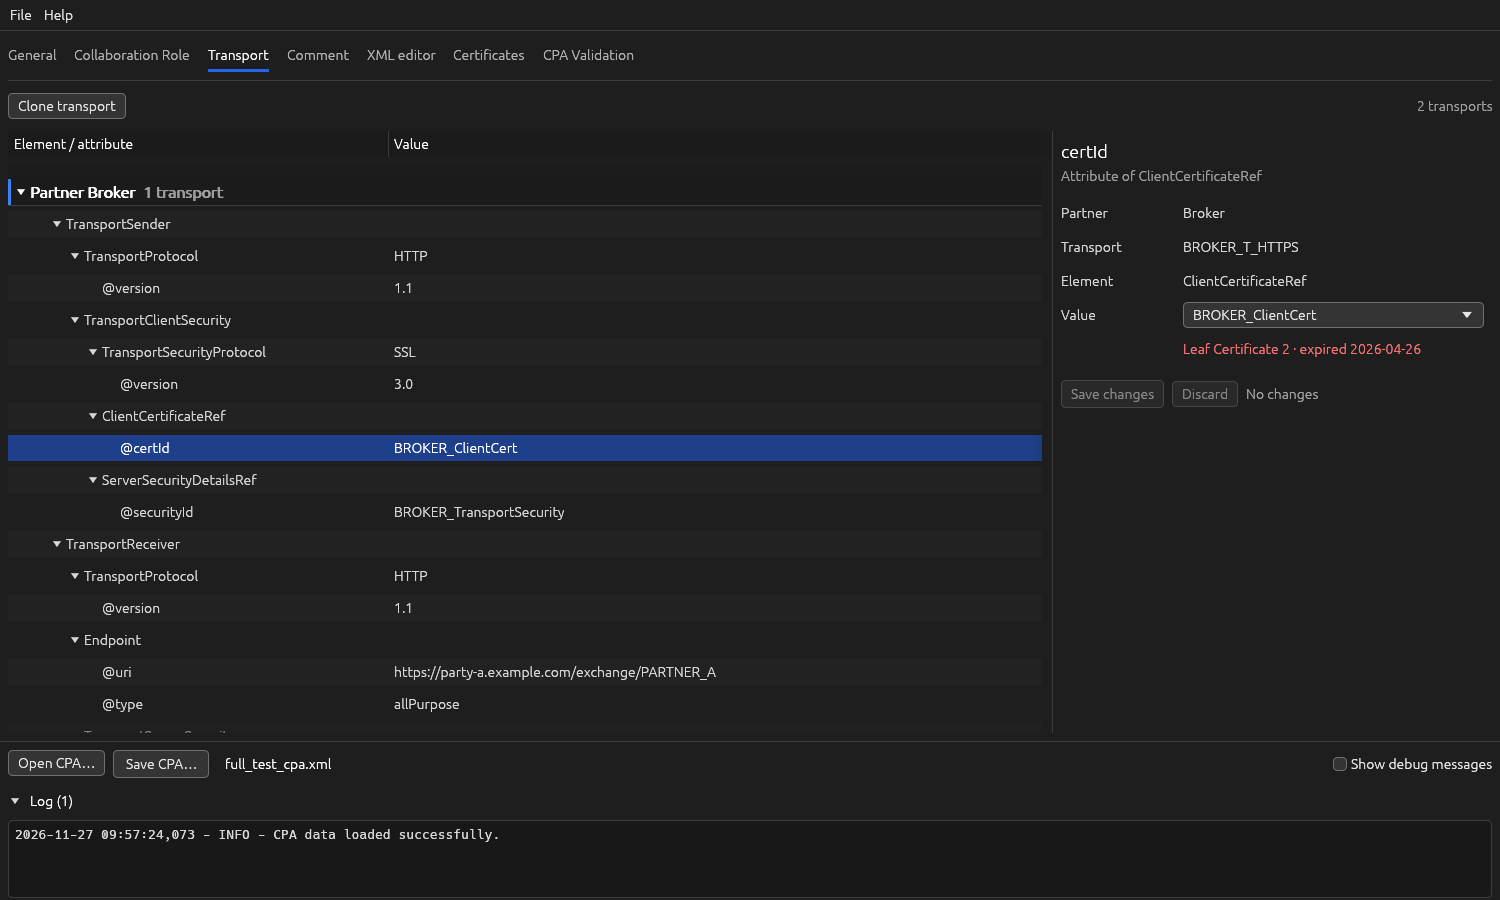 File Help
General Collaboration Role Transport Comment XML editor Certificates CPA Validation
Clone transport 2 transports
Element / attribute Value
Partner Broker 1 transport
TransportSender
TransportProtocol HTTP
@version 1.1
TransportClientSecurity
TransportSecurityProtocol SSL
@version 3.0
ClientCertificateRef
@certId BROKER_ClientCert
ServerSecurityDetailsRef
@securityId BROKER_TransportSecurity
TransportReceiver
TransportProtocol HTTP
@version 1.1
Endpoint
@uri https://party-a.example.com/exchange/PARTNER_A
@type allPurpose
certId
Attribute of ClientCertificateRef
Partner Broker
Transport BROKER_T_HTTPS
Element ClientCertificateRef
Value BROKER_ClientCert
Leaf Certificate 2 · expired 2026-04-26
Save changes Discard No changes
Open CPA... Save CPA... full_test_cpa.xml Show debug messages
Log (1)
2026-11-27 09:57:24,073 - INFO - CPA data loaded successfully.